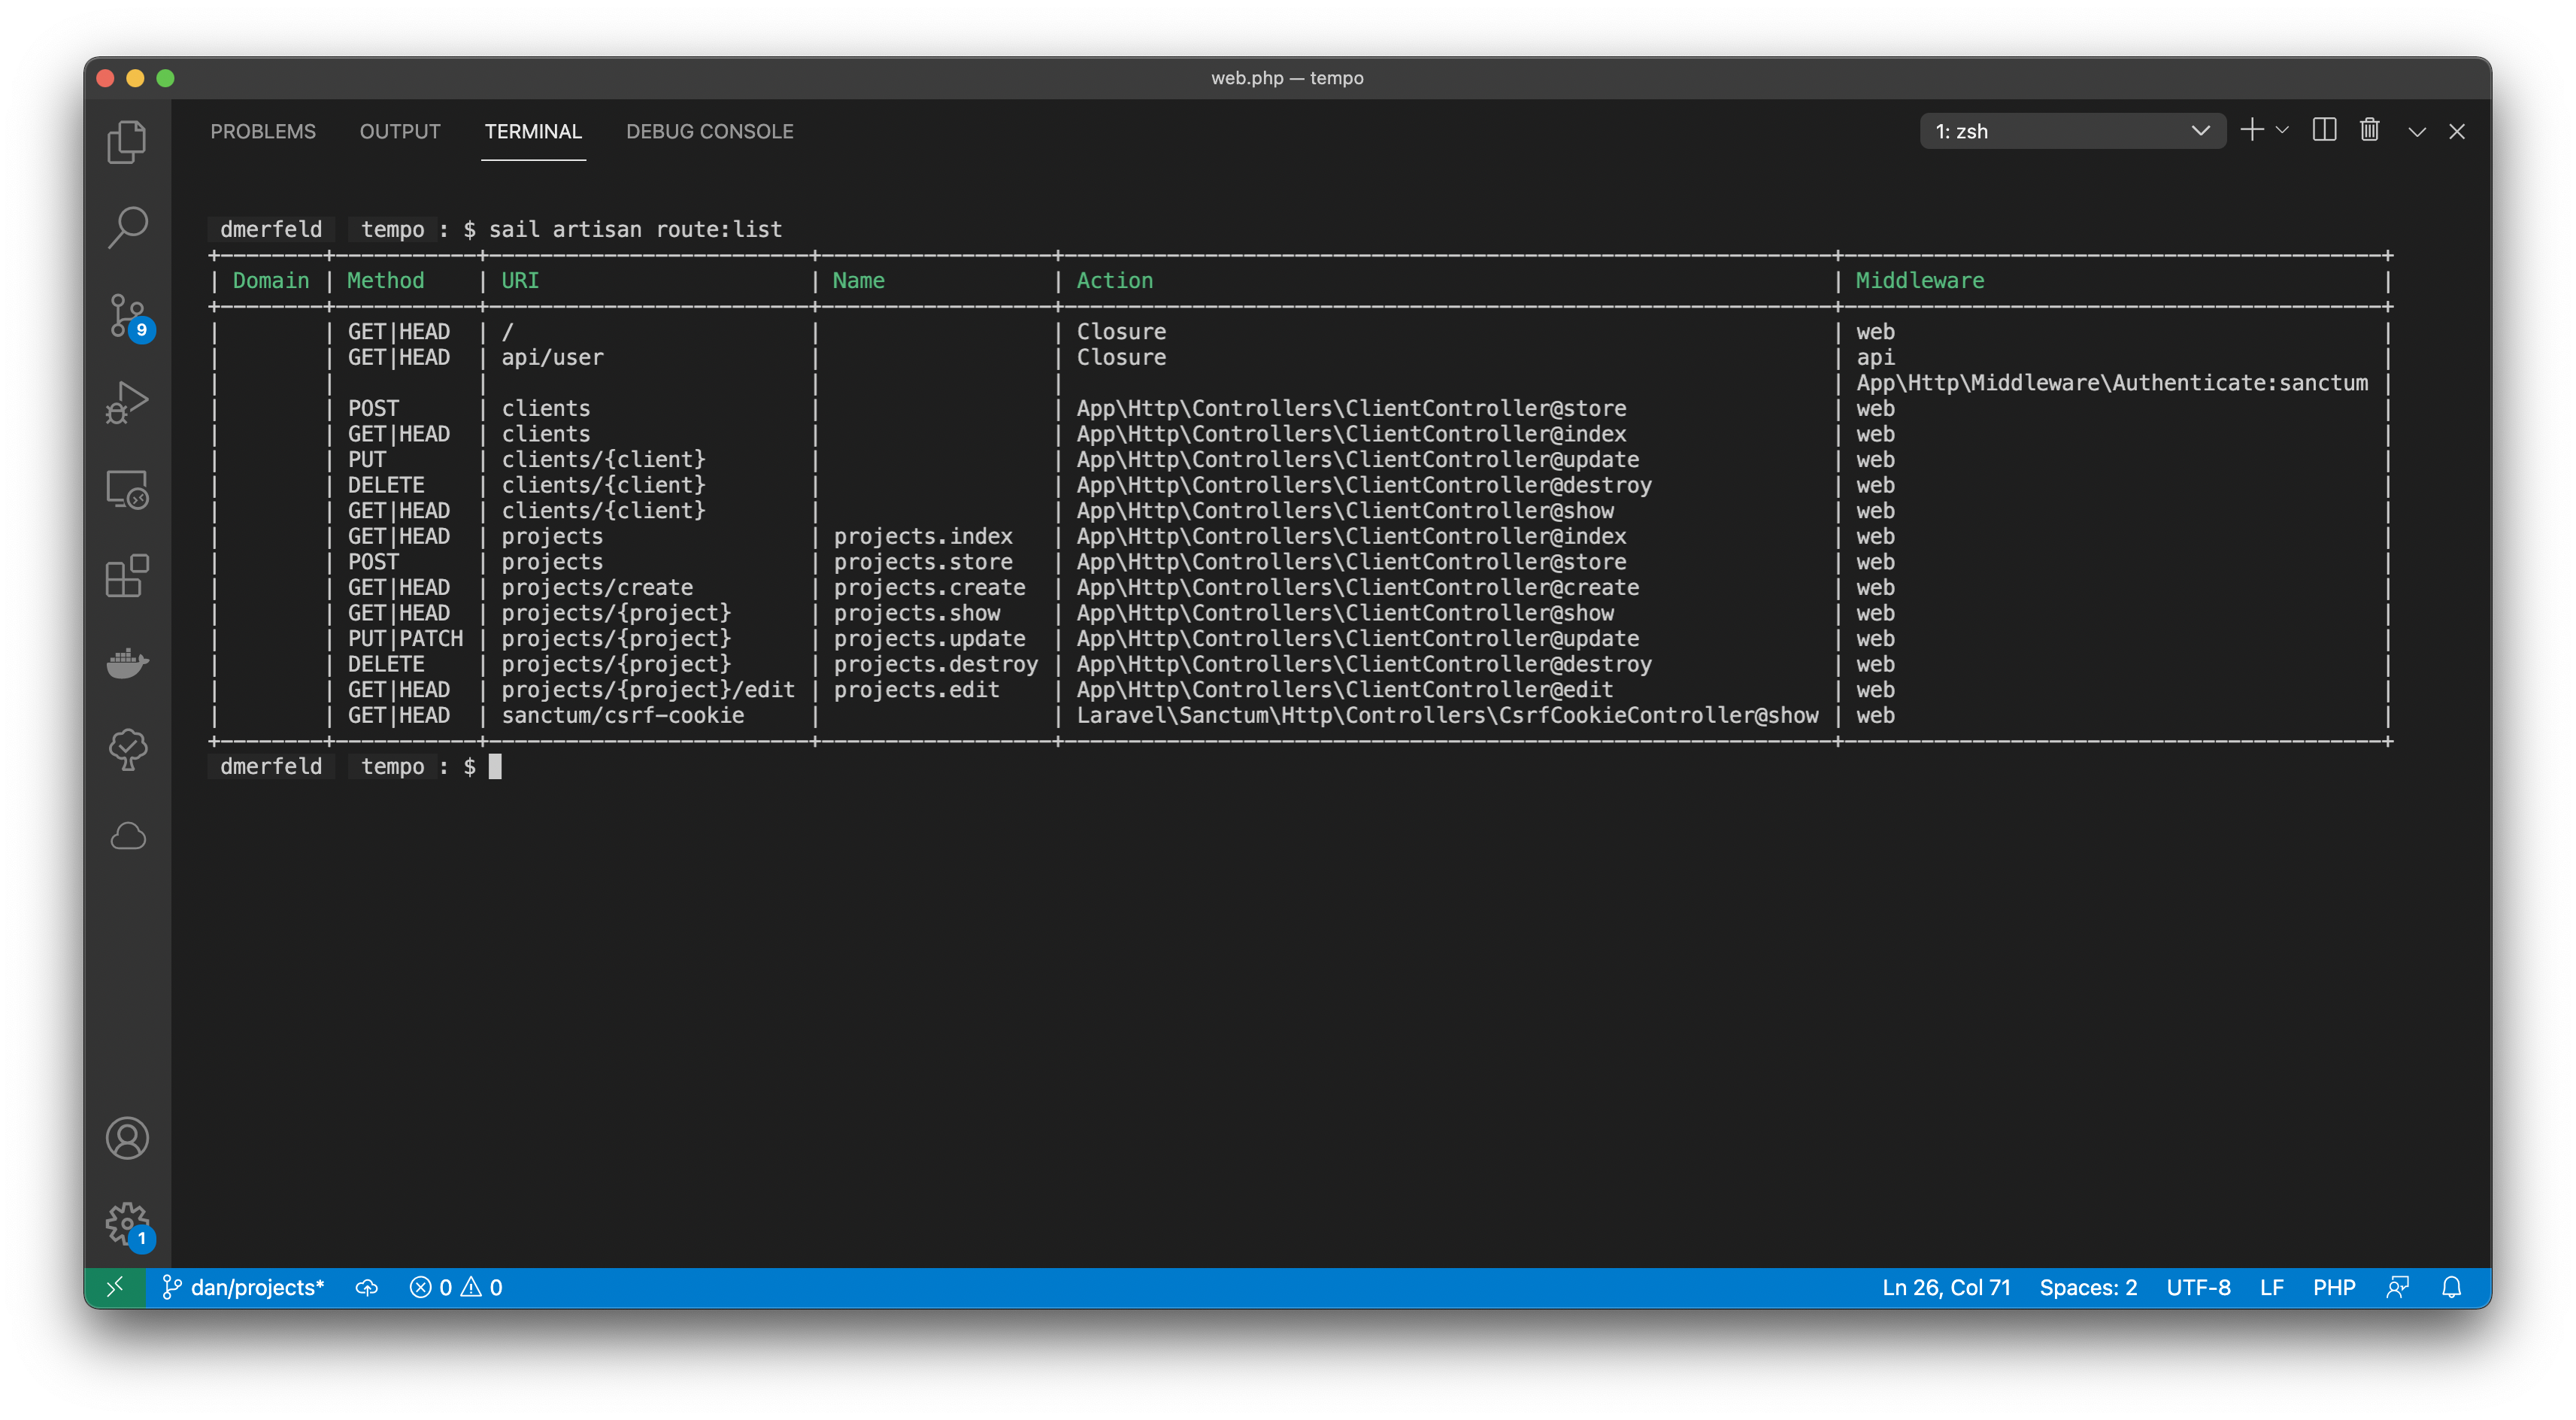 web.php — tempo
PROBLEMS OUTPUT TERMINAL DEBUG CONSOLE 1: zsh
dmerfeld tempo : $ sail artisan route:list
+--------+-----------+-------------------------+------------------+------------------------------------------------------------+------------------------------------------+
| Domain | Method    | URI                     | Name             | Action                                                     | Middleware                               |
+--------+-----------+-------------------------+------------------+------------------------------------------------------------+------------------------------------------+
|        | GET|HEAD  | /                       |                  | Closure                                                    | web                                      |
|        | GET|HEAD  | api/user                |                  | Closure                                                    | api                                      |
|        |           |                         |                  |                                                            | App\Http\Middleware\Authenticate:sanctum |
|        | POST      | clients                 |                  | App\Http\Controllers\ClientController@store                | web                                      |
|        | GET|HEAD  | clients                 |                  | App\Http\Controllers\ClientController@index                | web                                      |
|        | PUT       | clients/{client}        |                  | App\Http\Controllers\ClientController@update               | web                                      |
|        | DELETE    | clients/{client}        |                  | App\Http\Controllers\ClientController@destroy              | web                                      |
|        | GET|HEAD  | clients/{client}        |                  | App\Http\Controllers\ClientController@show                 | web                                      |
|        | GET|HEAD  | projects                | projects.index   | App\Http\Controllers\ClientController@index                | web                                      |
|        | POST      | projects                | projects.store   | App\Http\Controllers\ClientController@store                | web                                      |
|        | GET|HEAD  | projects/create         | projects.create  | App\Http\Controllers\ClientController@create               | web                                      |
|        | GET|HEAD  | projects/{project}      | projects.show    | App\Http\Controllers\ClientController@show                 | web                                      |
|        | PUT|PATCH | projects/{project}      | projects.update  | App\Http\Controllers\ClientController@update               | web                                      |
|        | DELETE    | projects/{project}      | projects.destroy | App\Http\Controllers\ClientController@destroy              | web                                      |
|        | GET|HEAD  | projects/{project}/edit | projects.edit    | App\Http\Controllers\ClientController@edit                 | web                                      |
|        | GET|HEAD  | sanctum/csrf-cookie     |                  | Laravel\Sanctum\Http\Controllers\CsrfCookieController@show | web                                      |
+--------+-----------+-------------------------+------------------+------------------------------------------------------------+------------------------------------------+
dmerfeld tempo : $
9
1
dan/projects* 0 0 Ln 26, Col 71 Spaces: 2 UTF-8 LF PHP